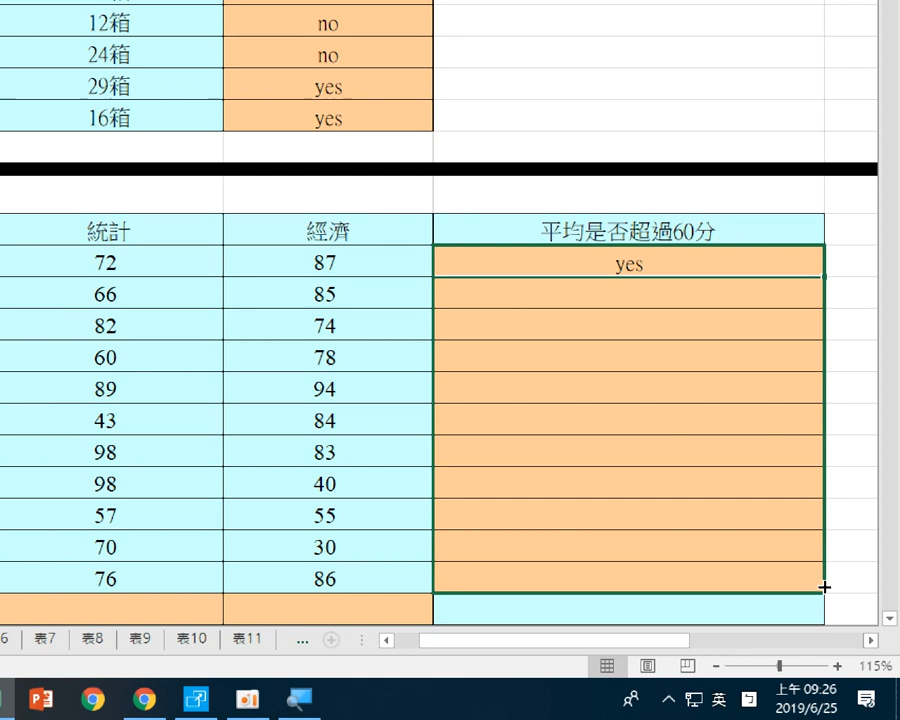 12箱 no
24箱 no
29箱 yes
16箱 yes
統計 經濟 平均是否超過60分
72 87 yes
66 85
82 74
60 78
89 94
43 84
98 83
98 40
57 55
70 30
76 86
6 表7 表8 表9 表10 表11 ...
115%
英 上午 09:26
2019/6/25